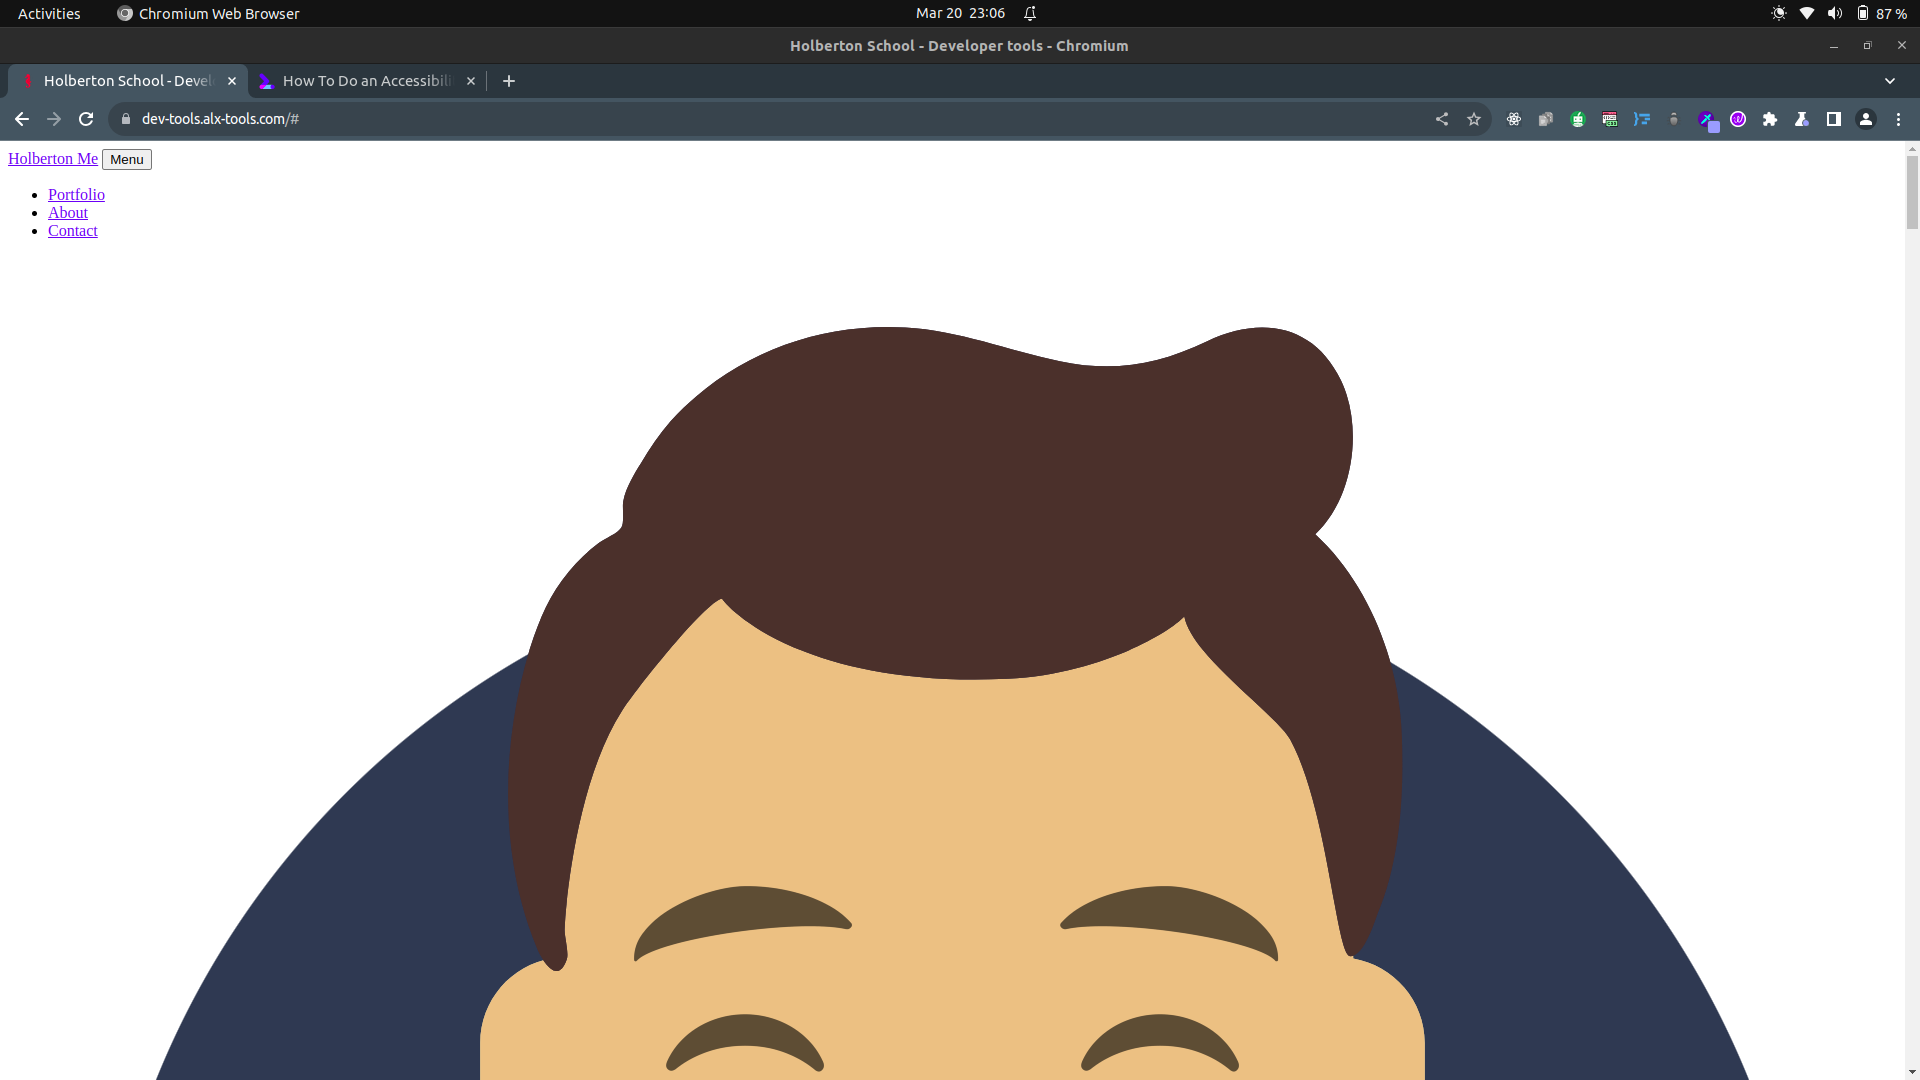 Activities Chromium Web Browser Mar 20 23:06 87 %
Holberton School - Developer tools - Chromium
Holberton School - Devel How To Do an Accessibili
dev-tools.alx-tools.com/#
Holberton Me Menu
Portfolio
About
Contact